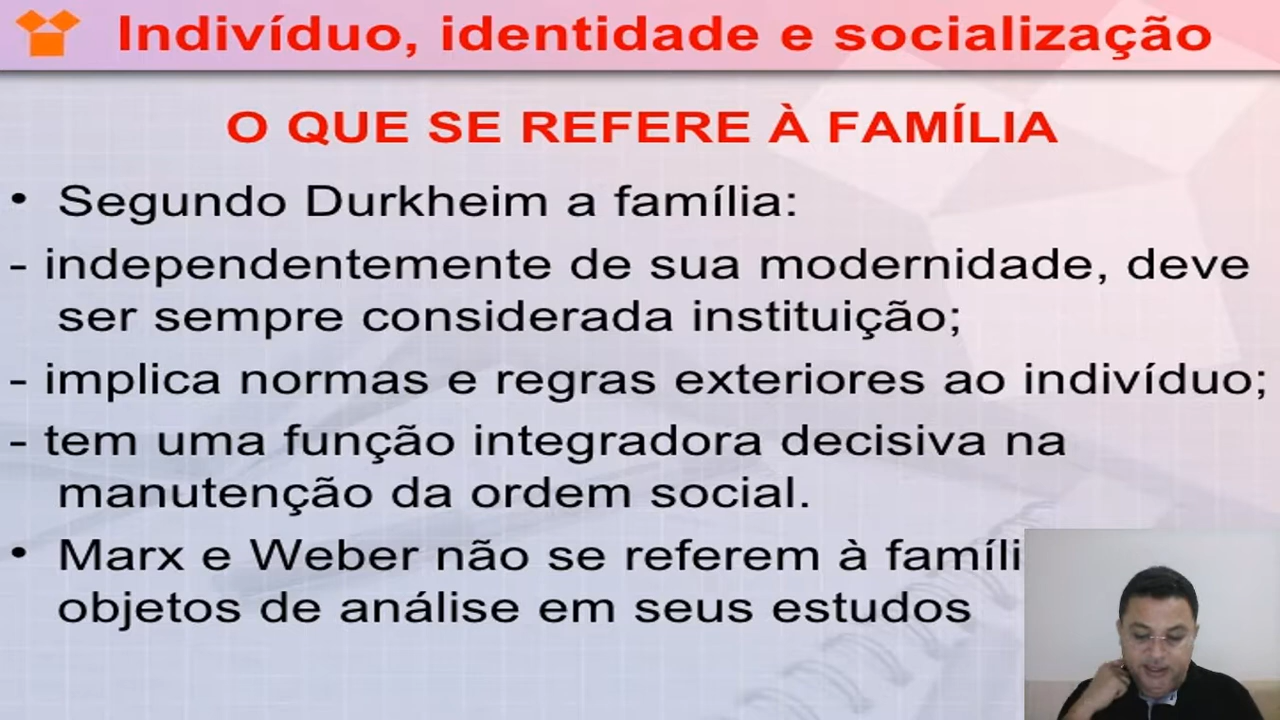 Indivíduo, identidade e socialização
O QUE SE REFERE À FAMÍLIA
• Segundo Durkheim a família:
- independentemente de sua modernidade, deve
ser sempre considerada instituição;
- implica normas e regras exteriores ao indivíduo;
- tem uma função integradora decisiva na
manutenção da ordem social.
• Marx e Weber não se referem à famíli
objetos de análise em seus estudos